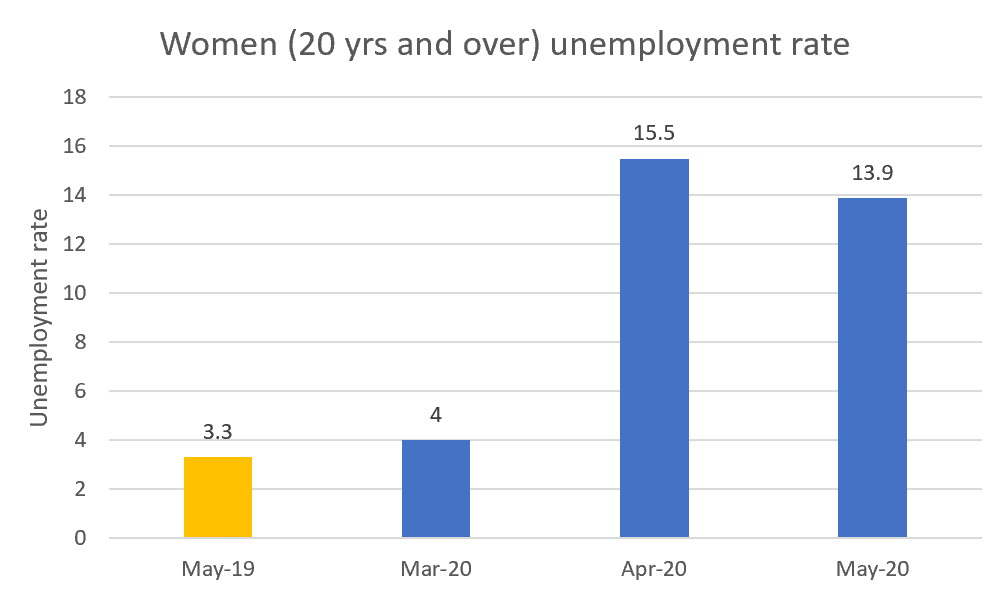 Women (20 yrs and over) unemployment rate
Unemployment rate
18
16
14
12
10
8
6
4
2
0
3.3
4
15.5
13.9
May-19
Mar-20
Apr-20
May-20